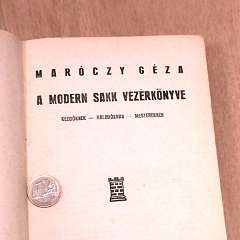 MARÓCZY GÉZA
A MODERN SAKK VEZÉRKÖNYVE
KEZDŐKNEK — HALADÓKNAK — MESTEREKNEK